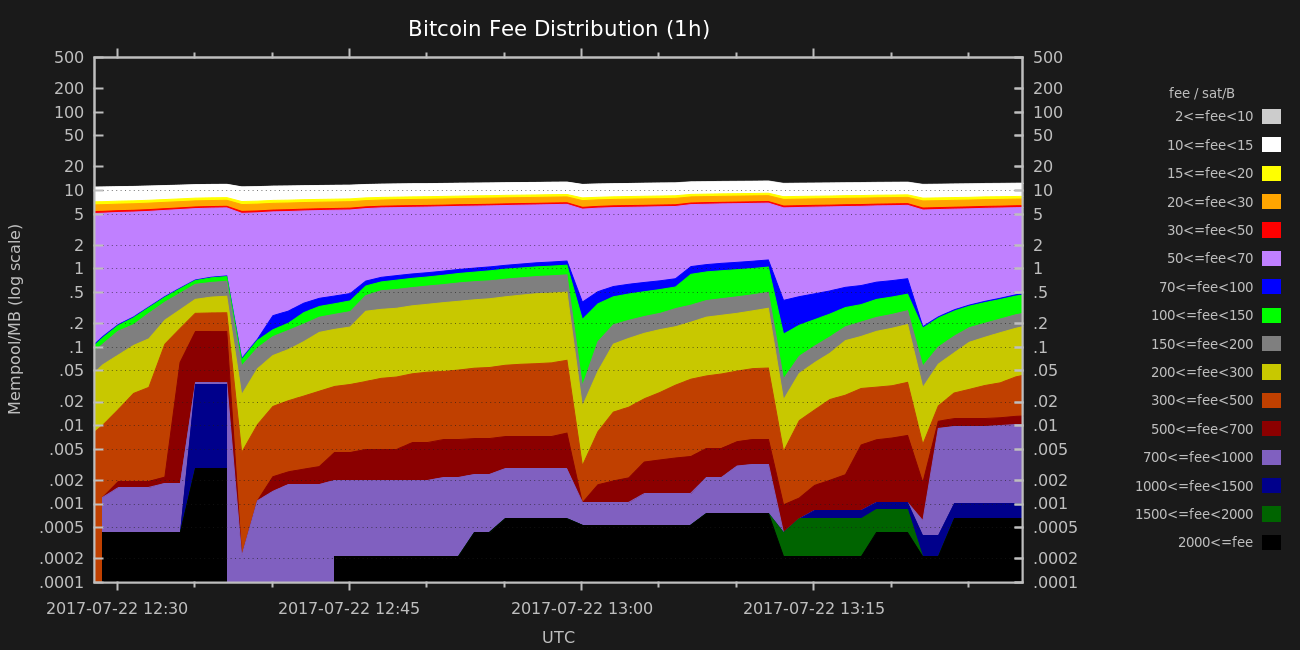 Bitcoin Fee Distribution (1h)
500 500
200 200
100 100
50 50
20 20
10 10
5 5
2 2
1 1
.5 .5
.2 .2
.1 .1
.05 .05
.02 .02
.01 .01
.005 .005
.002 .002
.001 .001
.0005 .0005
.0002 .0002
.0001 .0001
Mempool/MB (log scale)
2017-07-22 12:30 2017-07-22 12:45 2017-07-22 13:00 2017-07-22 13:15
UTC
fee / sat/B
2<=fee<10
10<=fee<15
15<=fee<20
20<=fee<30
30<=fee<50
50<=fee<70
70<=fee<100
100<=fee<150
150<=fee<200
200<=fee<300
300<=fee<500
500<=fee<700
700<=fee<1000
1000<=fee<1500
1500<=fee<2000
2000<=fee